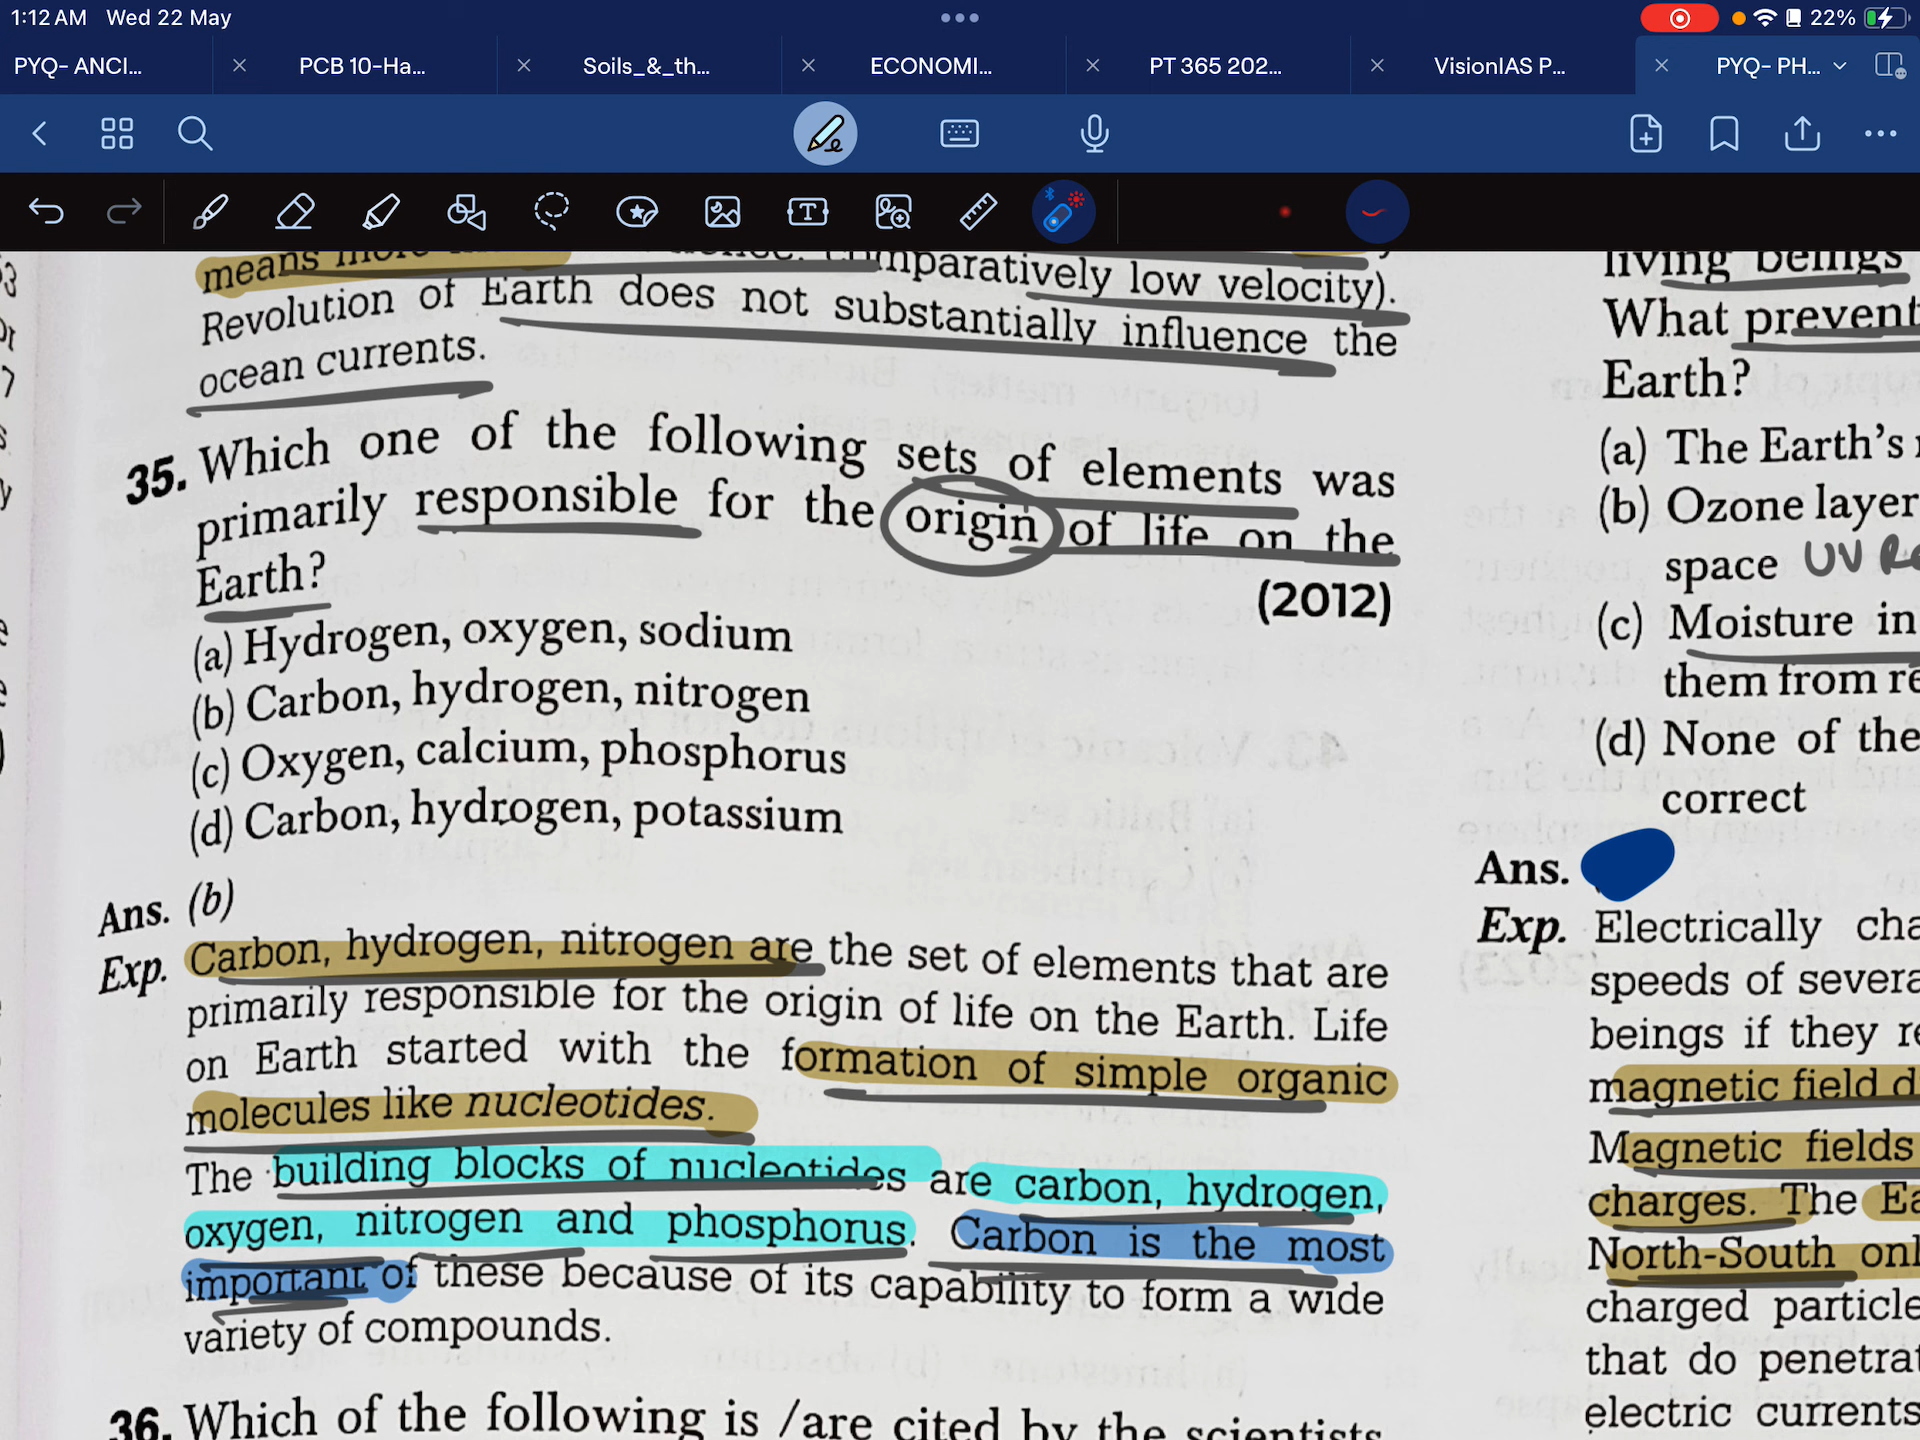 1:12 AM Wed 22 May
22%
PYQ- ANCI...
PCB 10-Ha...
Soils_&_th...
ECONOMI...
PT 365 202...
VisionIAS P...
PYQ- PH...
means more
comparatively low velocity).
Revolution of Earth does not substantially influence the
ocean currents.
35. Which one of the following sets of elements was
primarily responsible for the origin of life on the
Earth?
(2012)
(a) Hydrogen, oxygen, sodium
(b) Carbon, hydrogen, nitrogen
(c) Oxygen, calcium, phosphorus
(d) Carbon, hydrogen, potassium
Ans. (b)
Exp. Carbon, hydrogen, nitrogen are the set of elements that are
primarily responsible for the origin of life on the Earth. Life
on Earth started with the formation of simple organic
molecules like nucleotides.
The building blocks of nucleotides are carbon, hydrogen,
oxygen, nitrogen and phosphorus. Carbon is the most
important of these because of its capability to form a wide
variety of compounds.
36. Which of the following is /are cited by the scientists
living beings
What prevent
Earth?
(a) The Earth's
(b) Ozone layer
space UV
(c) Moisture in
them from
(d) None of the
correct
Ans.
Exp. Electrically
speeds of
beings if they
magnetic field
Magnetic fields
charges. The
North-South
charged
that do
electric currents